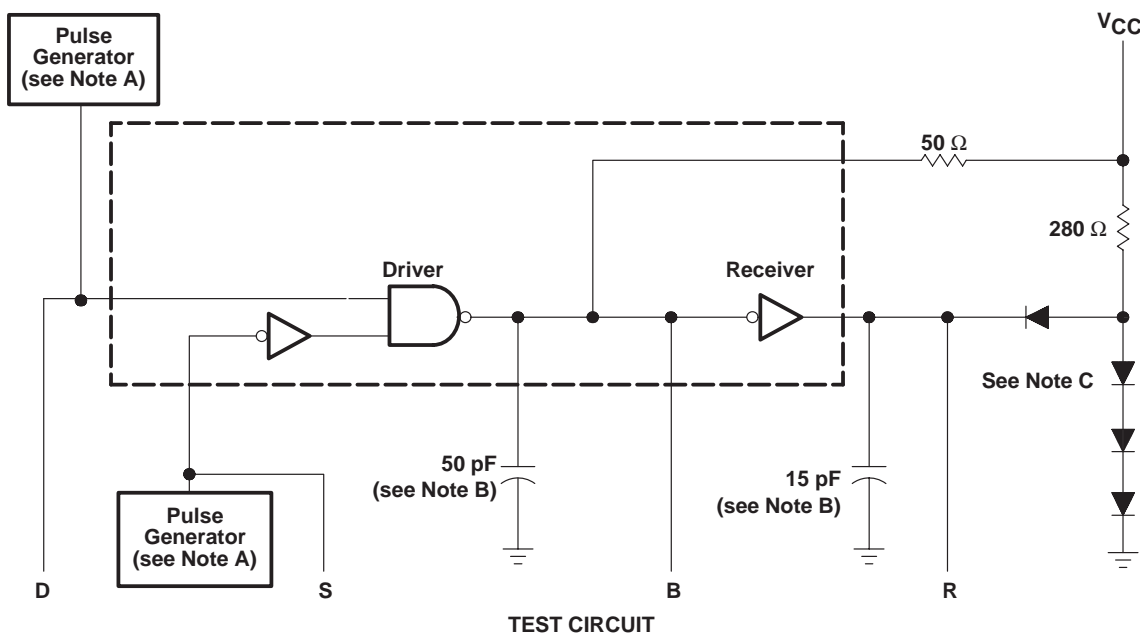 Pulse
Generator
(see Note A)
VCC
50 Ω
280 Ω
Driver
Receiver
See Note C
50 pF
(see Note B)
15 pF
(see Note B)
Pulse
Generator
(see Note A)
D
S
B
R
TEST CIRCUIT